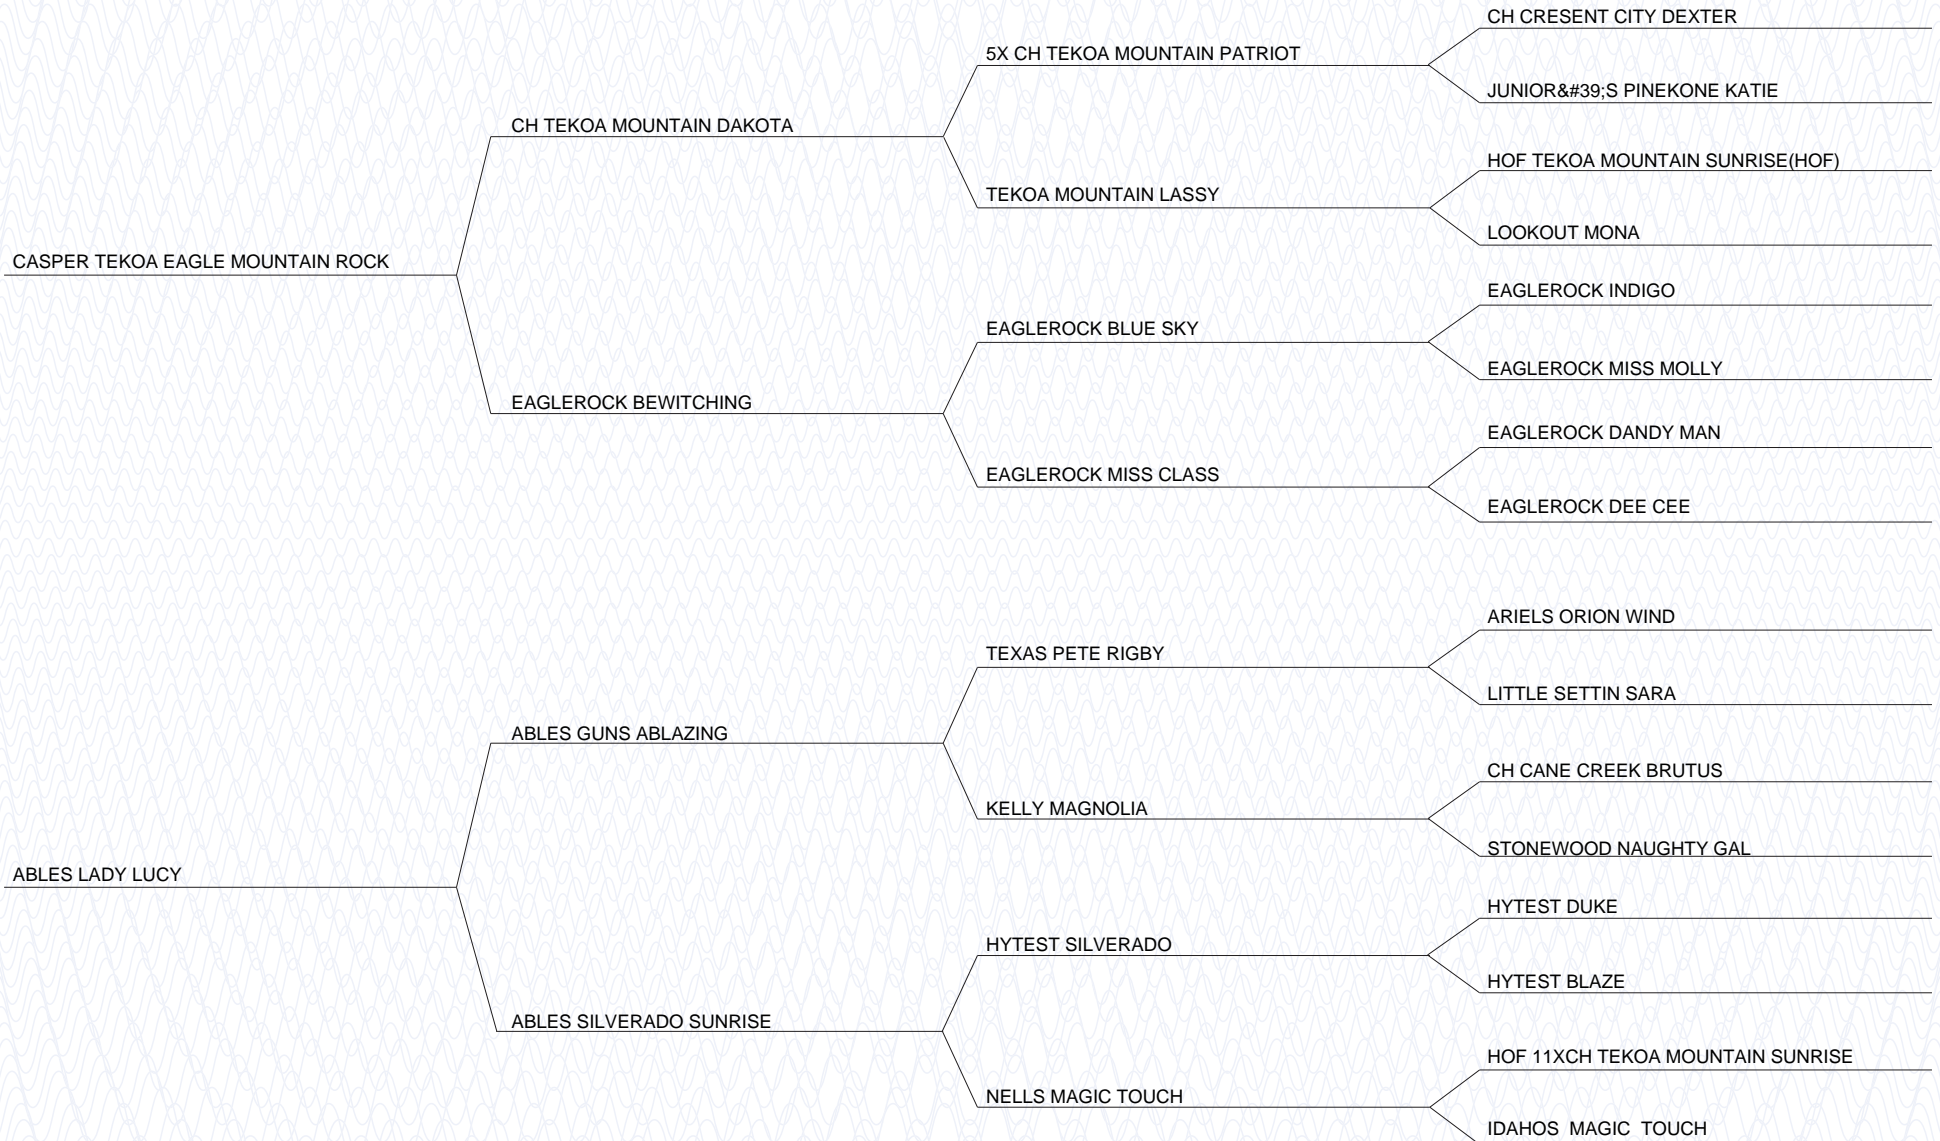 CH CRESENT CITY DEXTER
5X CH TEKOA MOUNTAIN PATRIOT
JUNIOR&#39;S PINEKONE KATIE
CH TEKOA MOUNTAIN DAKOTA
HOF TEKOA MOUNTAIN SUNRISE(HOF)
TEKOA MOUNTAIN LASSY
LOOKOUT MONA
CASPER TEKOA EAGLE MOUNTAIN ROCK
EAGLEROCK INDIGO
EAGLEROCK BLUE SKY
EAGLEROCK MISS MOLLY
EAGLEROCK BEWITCHING
EAGLEROCK DANDY MAN
EAGLEROCK MISS CLASS
EAGLEROCK DEE CEE
ARIELS ORION WIND
TEXAS PETE RIGBY
LITTLE SETTIN SARA
ABLES GUNS ABLAZING
CH CANE CREEK BRUTUS
KELLY MAGNOLIA
STONEWOOD NAUGHTY GAL
ABLES LADY LUCY
HYTEST DUKE
HYTEST SILVERADO
HYTEST BLAZE
ABLES SILVERADO SUNRISE
HOF 11XCH TEKOA MOUNTAIN SUNRISE
NELLS MAGIC TOUCH
IDAHOS  MAGIC  TOUCH